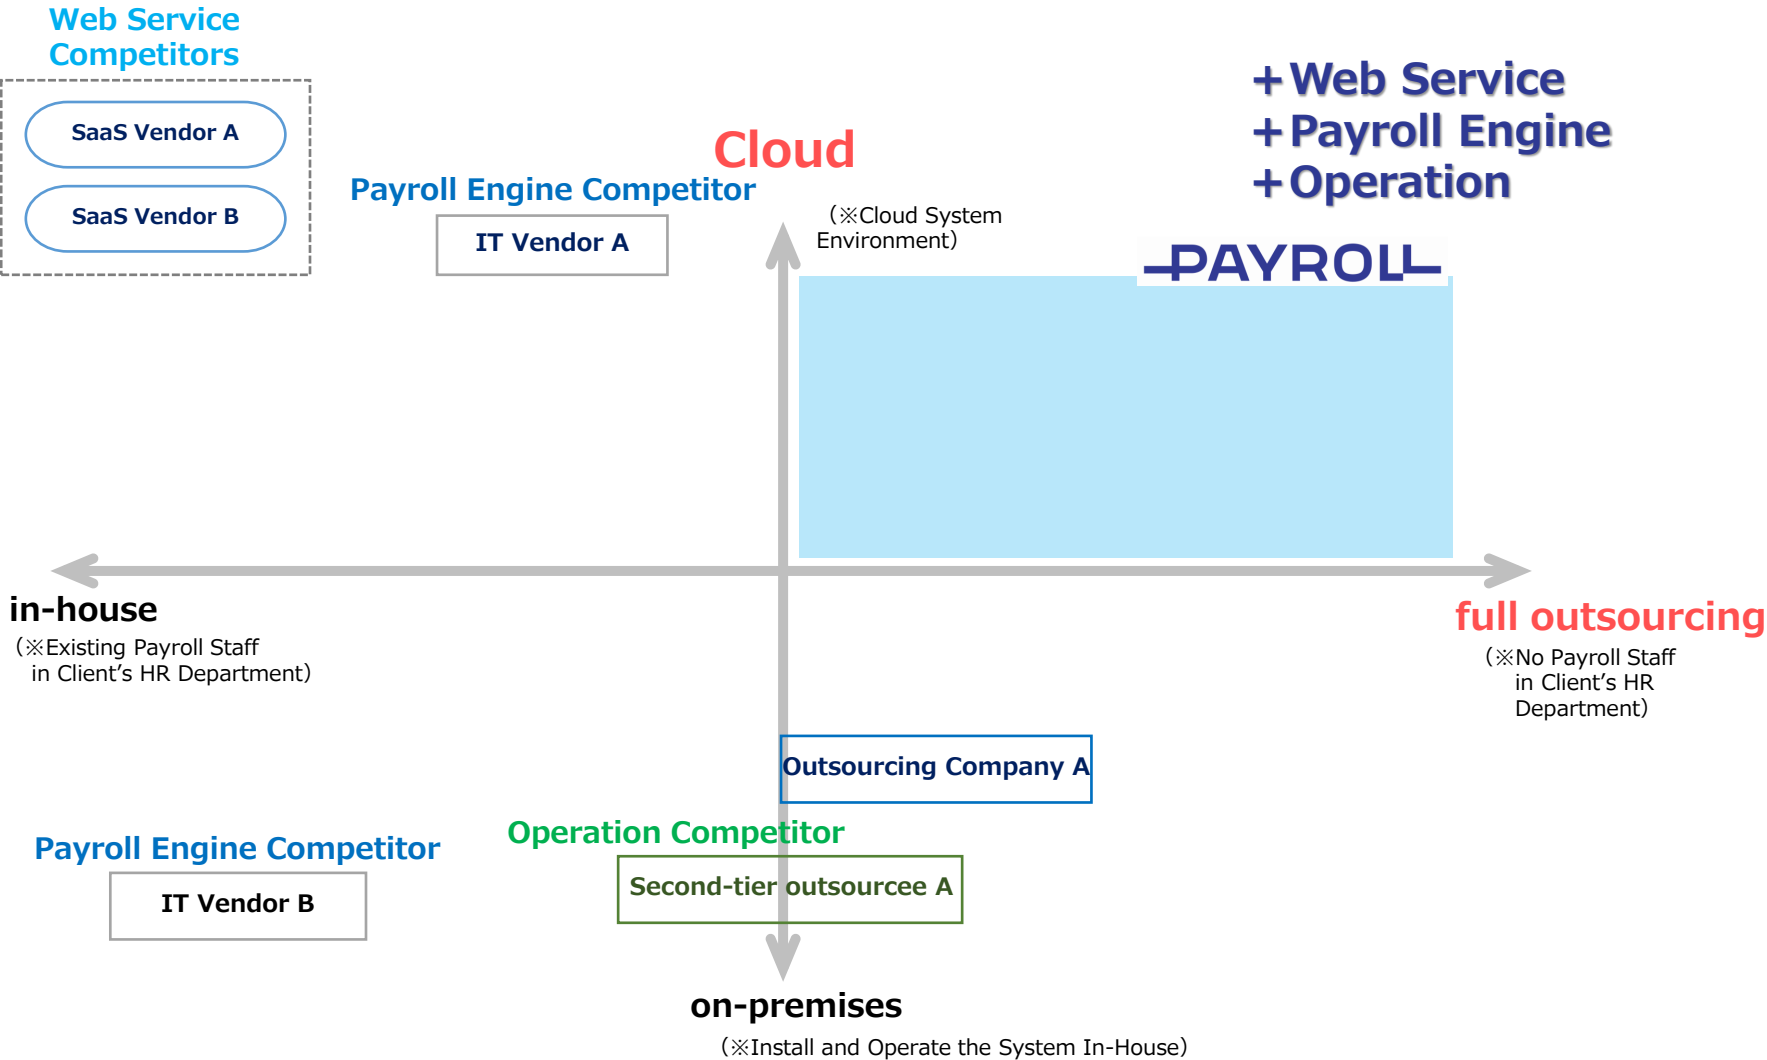 Web Service
Competitors
SaaS Vendor A
SaaS Vendor B
Payroll Engine Competitor
IT Vendor A
Cloud
（※Cloud System
Environment）
＋Web Service
＋Payroll Engine
＋Operation
PAYROLL
in-house
（※Existing Payroll Staff
in Client’s HR Department）
full outsourcing
（※No Payroll Staff
in Client’s HR
Department）
Outsourcing Company A
Operation Competitor
Second-tier outsourcee A
Payroll Engine Competitor
IT Vendor B
on-premises
（※Install and Operate the System In-House）